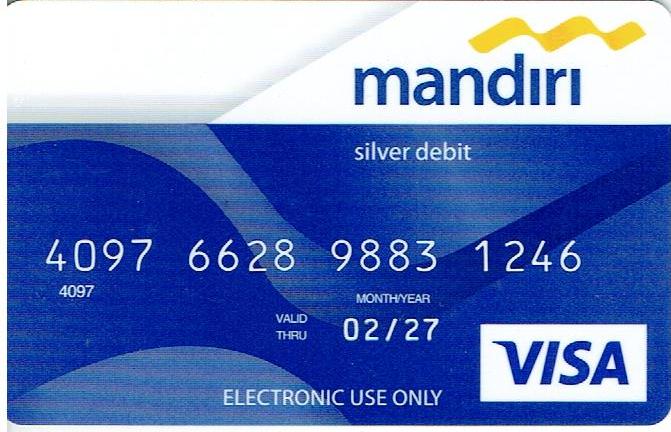 mandiri
silver debit
4097 6628 9883 1246
4097
MONTH/YEAR
VALID THRU 02/27
VISA
ELECTRONIC USE ONLY